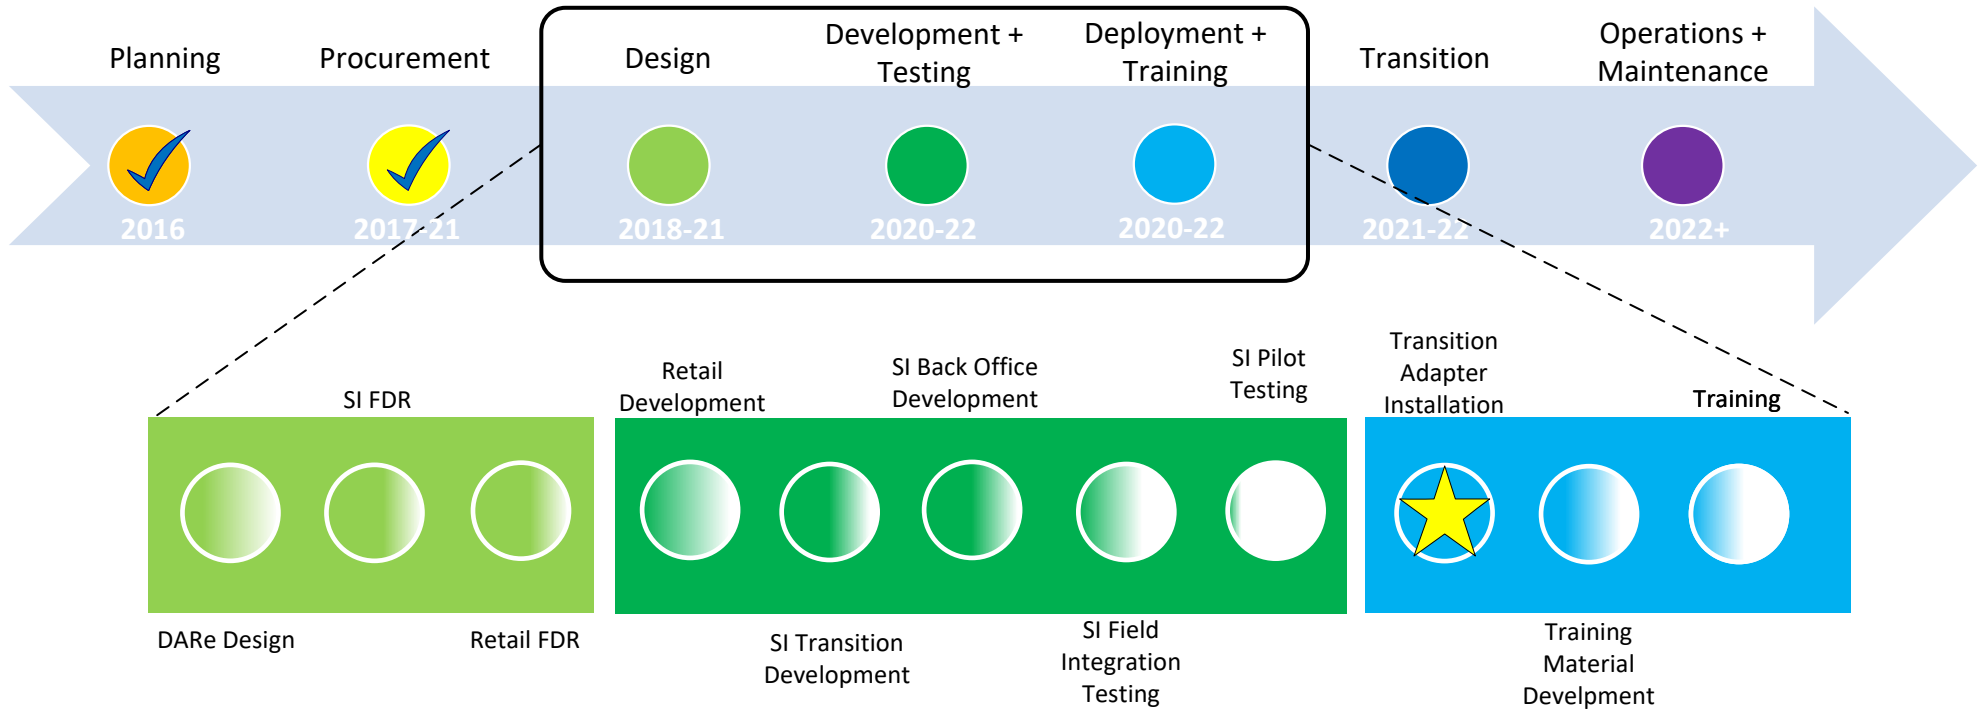 Planning
Procurement
Design
Development +
Testing
Deployment +
Training
Transition
Operations +
Maintenance
2016
2017-21
2018-21
2020-22
2020-22
2021-22
2022+
SI FDR
Retail
Development
SI Back Office
Development
SI Pilot
Testing
Transition
Adapter
Installation
Training
DARe Design
Retail FDR
SI Transition
Development
SI Field
Integration
Testing
Training
Material
Develpment